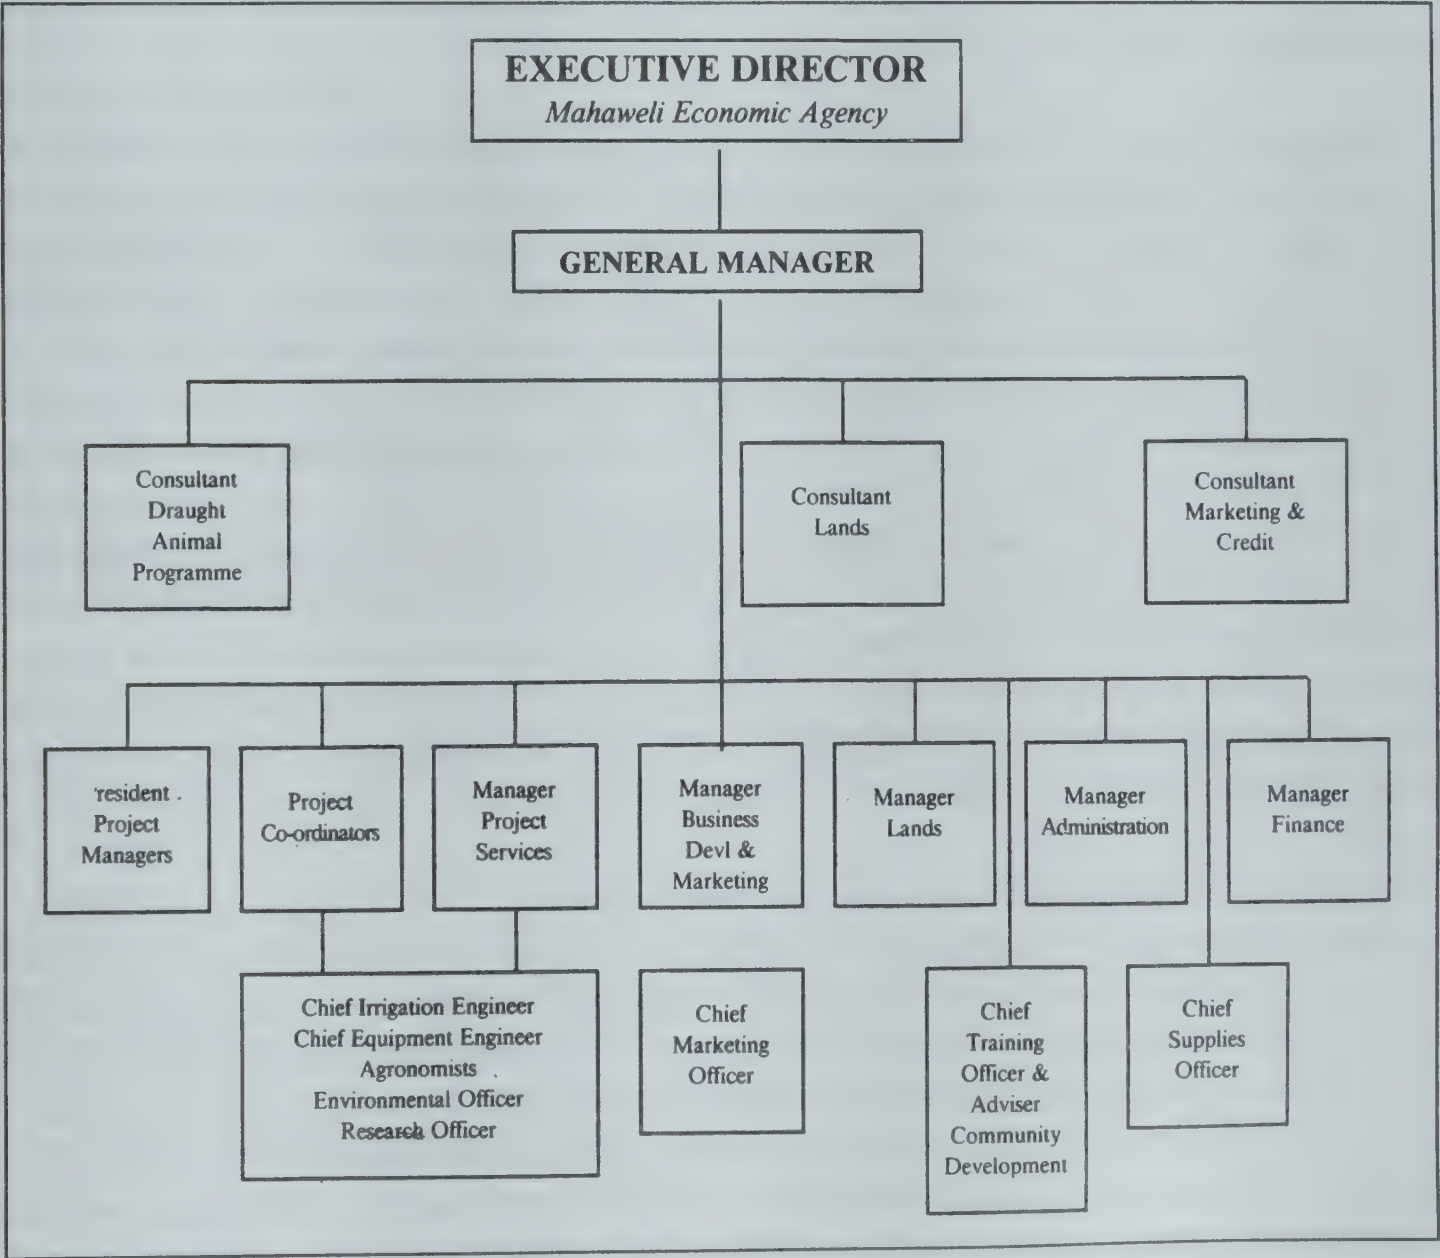 EXECUTIVE DIRECTOR
Mahaweli Economic Agency
GENERAL MANAGER
Consultant
Draught
Animal
Programme
Consultant
Lands
Consultant
Marketing &
Credit
'resident
Project
Managers
Project
Co-ordinators
Manager
Project
Services
Manager
Business
Devl &
Marketing
Manager
Lands
Manager
Administration
Manager
Finance
Chief Irrigation Engineer
Chief Equipment Engineer
Agronomists
Environmental Officer
Research Officer
Chief
Marketing
Officer
Chief
Training
Officer &
Adviser
Community
Development
Chief
Supplies
Officer